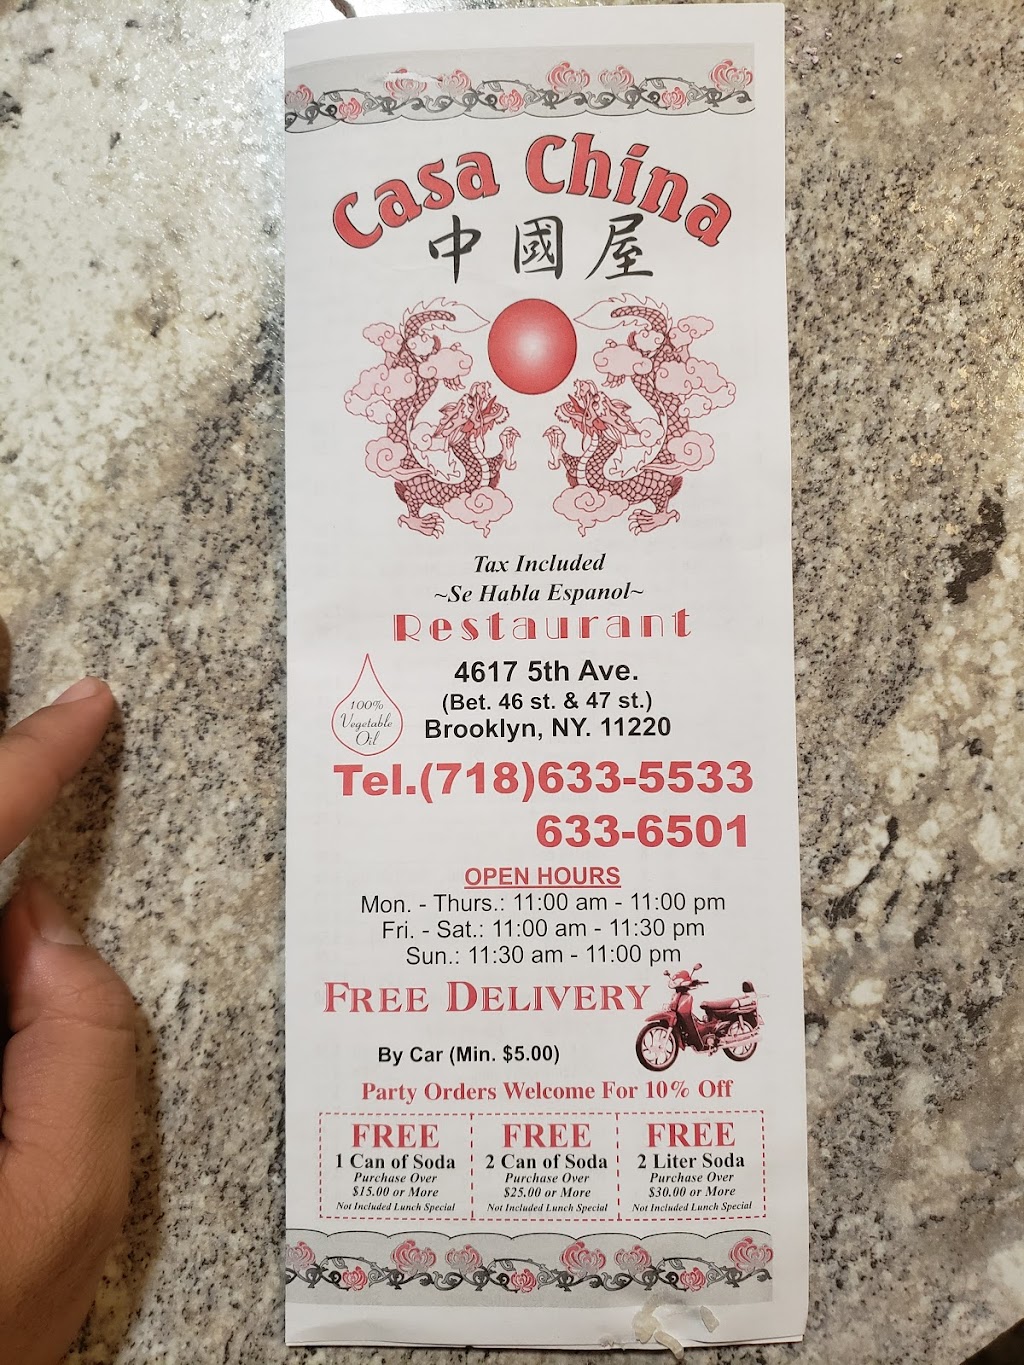 Casa China
中國屋
Tax Included
~Se Habla Espanol~
Restaurant
100%
Vegetable
Oil
4617 5th Ave.
(Bet. 46 st. & 47 st.)
Brooklyn, NY. 11220
Tel.(718)633-5533
633-6501
OPEN HOURS
Mon. - Thurs.: 11:00 am - 11:00 pm
Fri. - Sat.: 11:00 am - 11:30 pm
Sun.: 11:30 am - 11:00 pm
FREE DELIVERY
By Car (Min. $5.00)
Party Orders Welcome For 10% Off
FREE
1 Can of Soda
Purchase Over
$15.00 or More
Not Included Lunch Special
FREE
2 Can of Soda
Purchase Over
$25.00 or More
Not Included Lunch Special
FREE
2 Liter Soda
Purchase Over
$30.00 or More
Not Included Lunch Special